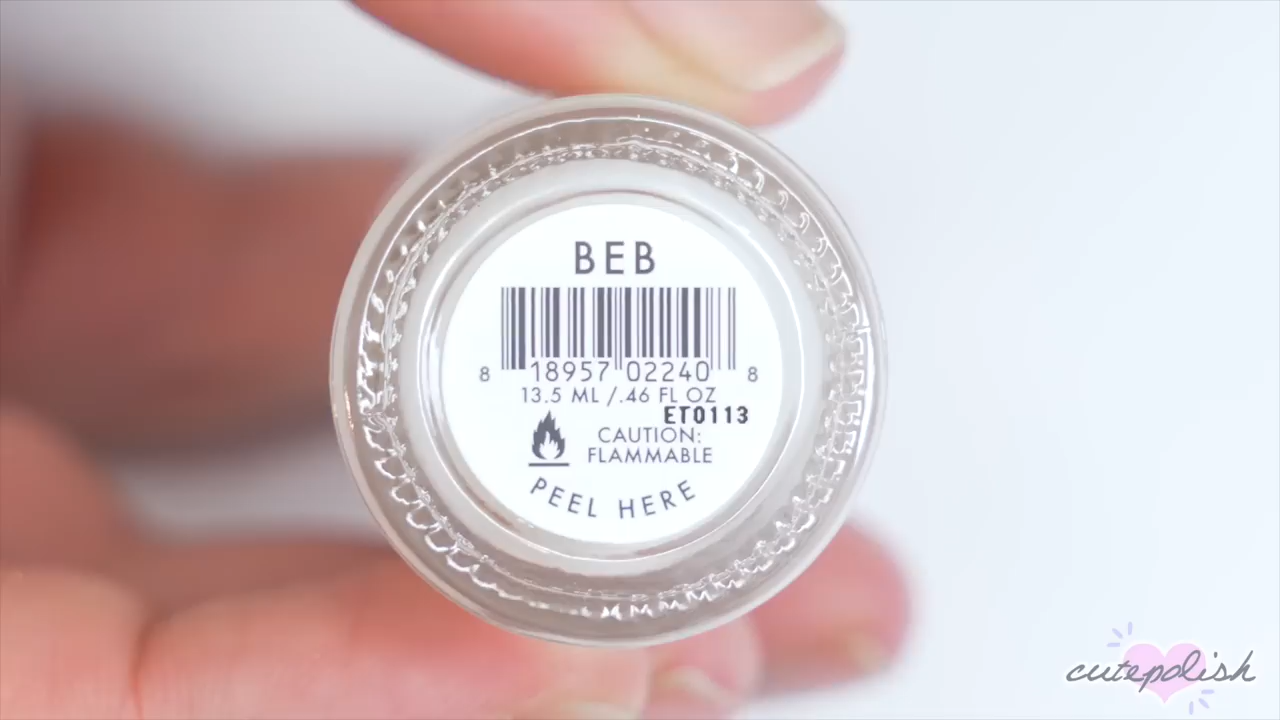 BEB
8 18957 02240 8
13.5 ML /.46 FL OZ
ET0113
CAUTION:
FLAMMABLE
PEEL HERE
cutepolish